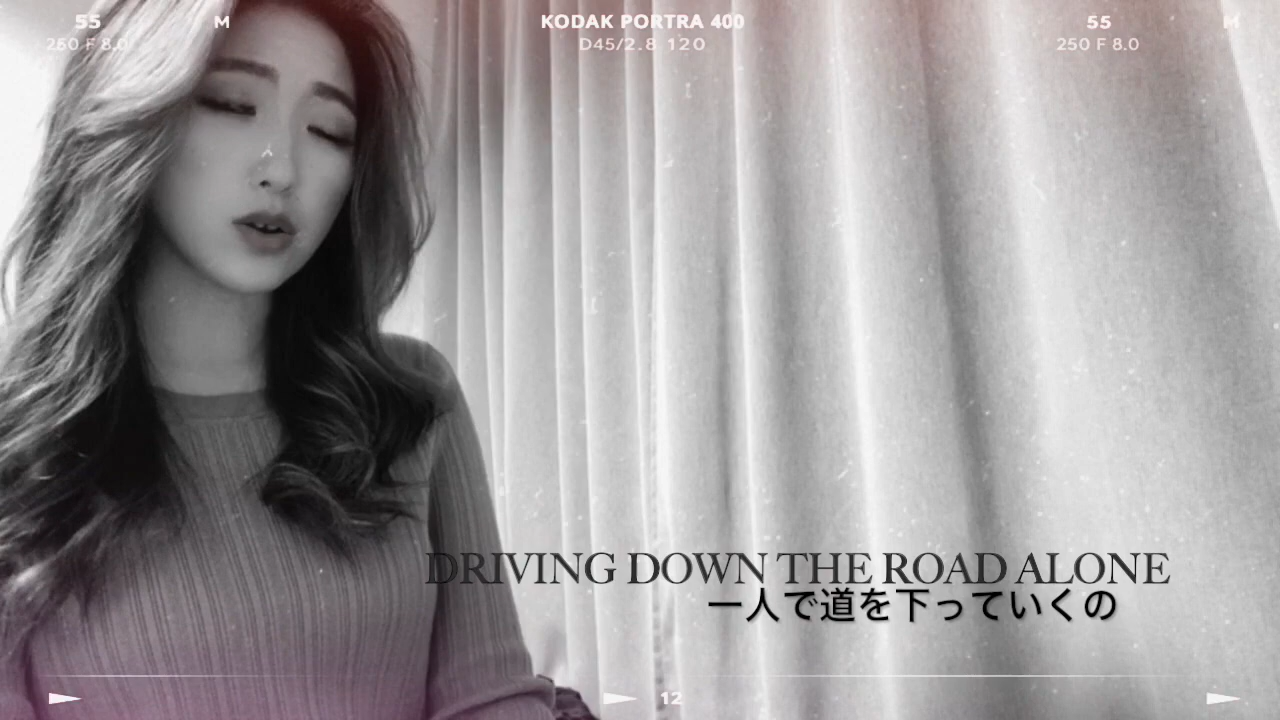 55 M KODAK PORTRA 400 55 M
250 F 8.0 D45/2.8 120 250 F 8.0
DRIVING DOWN THE ROAD ALONE
一人で道を下っていくの
12